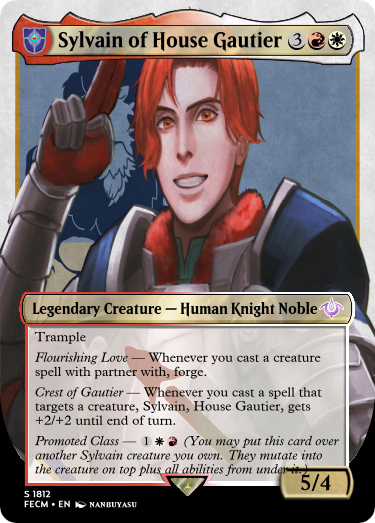 Sylvain of House Gautier 3
Legendary Creature — Human Knight Noble
Trample
Flourishing Love — Whenever you cast a creature
spell with partner with, forge.
Crest of Gautier — Whenever you cast a spell that
targets a creature, Sylvain, House Gautier, gets
+2/+2 until end of turn.
Promoted Class — 1 (You may put this card over
another Sylvain creature you own. They mutate into
the creature on top plus all abilities from under it.)
5/4
S 1812
FECM • EN NANBUYASU